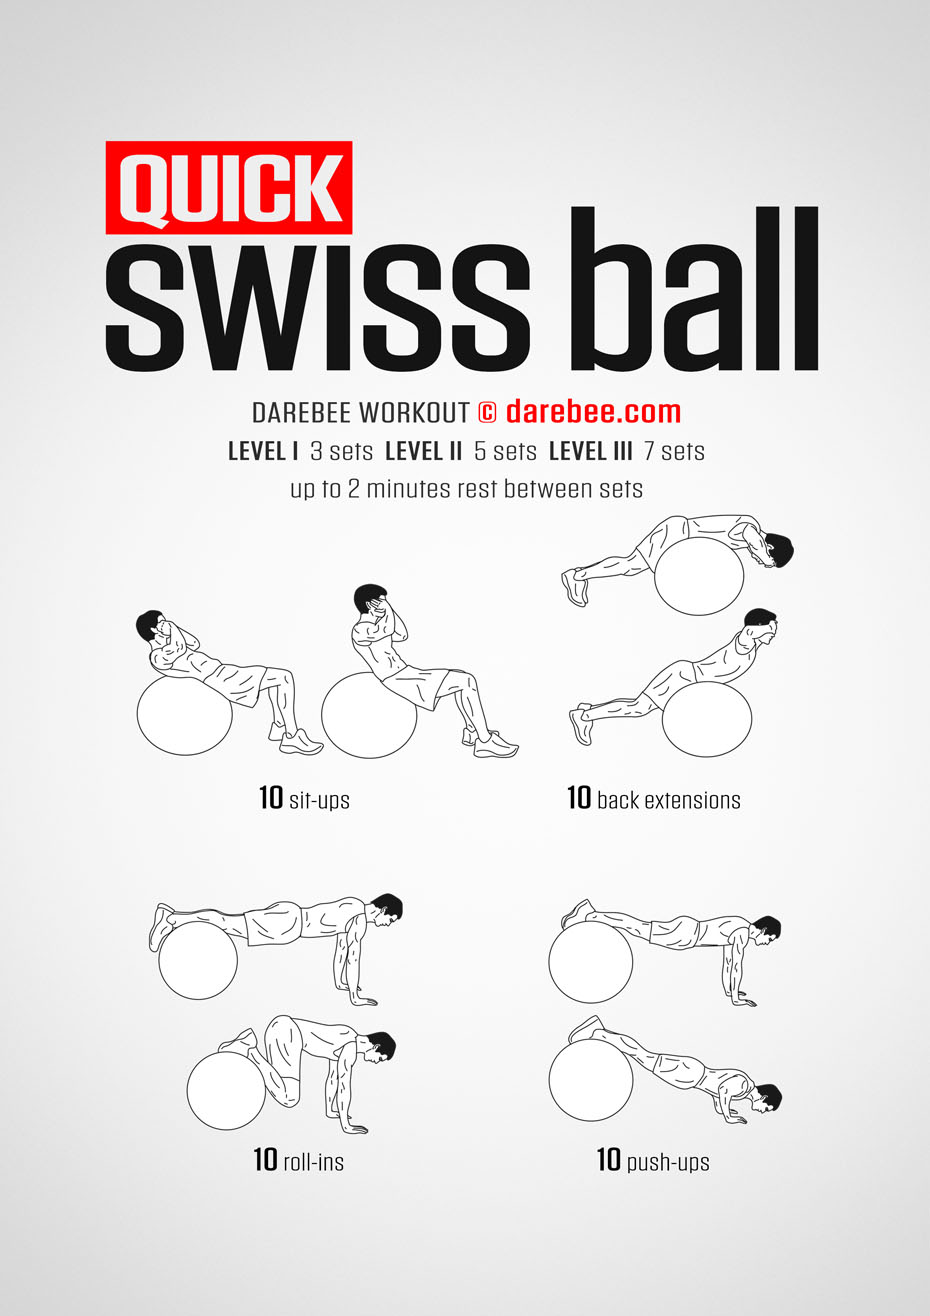 QUICK
swiss ball
DAREBEE WORKOUT © darebee.com
LEVEL I 3 sets LEVEL II 5 sets LEVEL III 7 sets
up to 2 minutes rest between sets
10 sit-ups
10 back extensions
10 roll-ins
10 push-ups